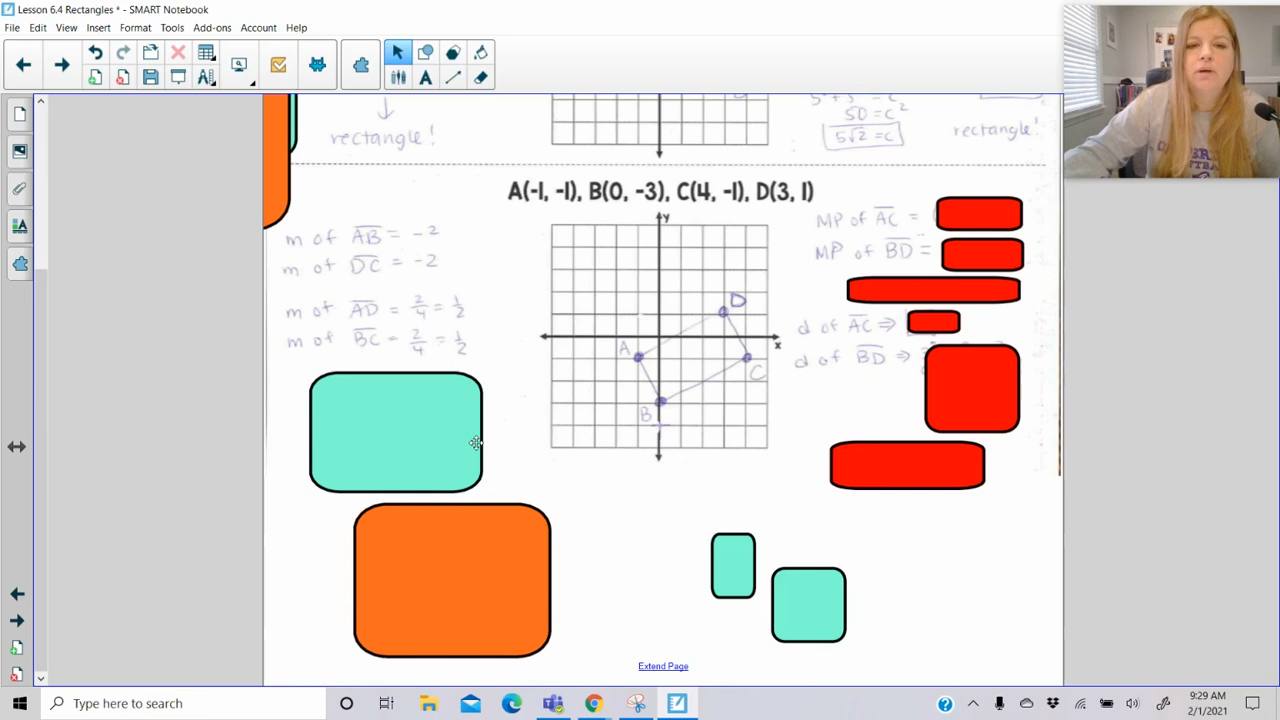 Lesson 6.4 Rectangles * - SMART Notebook
File Edit View Insert Format Tools Add-ons Account Help
rectangle!
50 = c²
5√2 = c
rectangle!
A(-1, -1), B(0, -3), C(4, -1), D(3, 1)
m of AB = -2
m of DC = -2
m of AD = 2/4 = 1/2
m of BC = 2/4 = 1/2
y
x
A
B
C
D
MP of AC =
MP of BD =
d of AC ⇒
d of BD ⇒
Extend Page
Type here to search
9:29 AM
2/1/2021